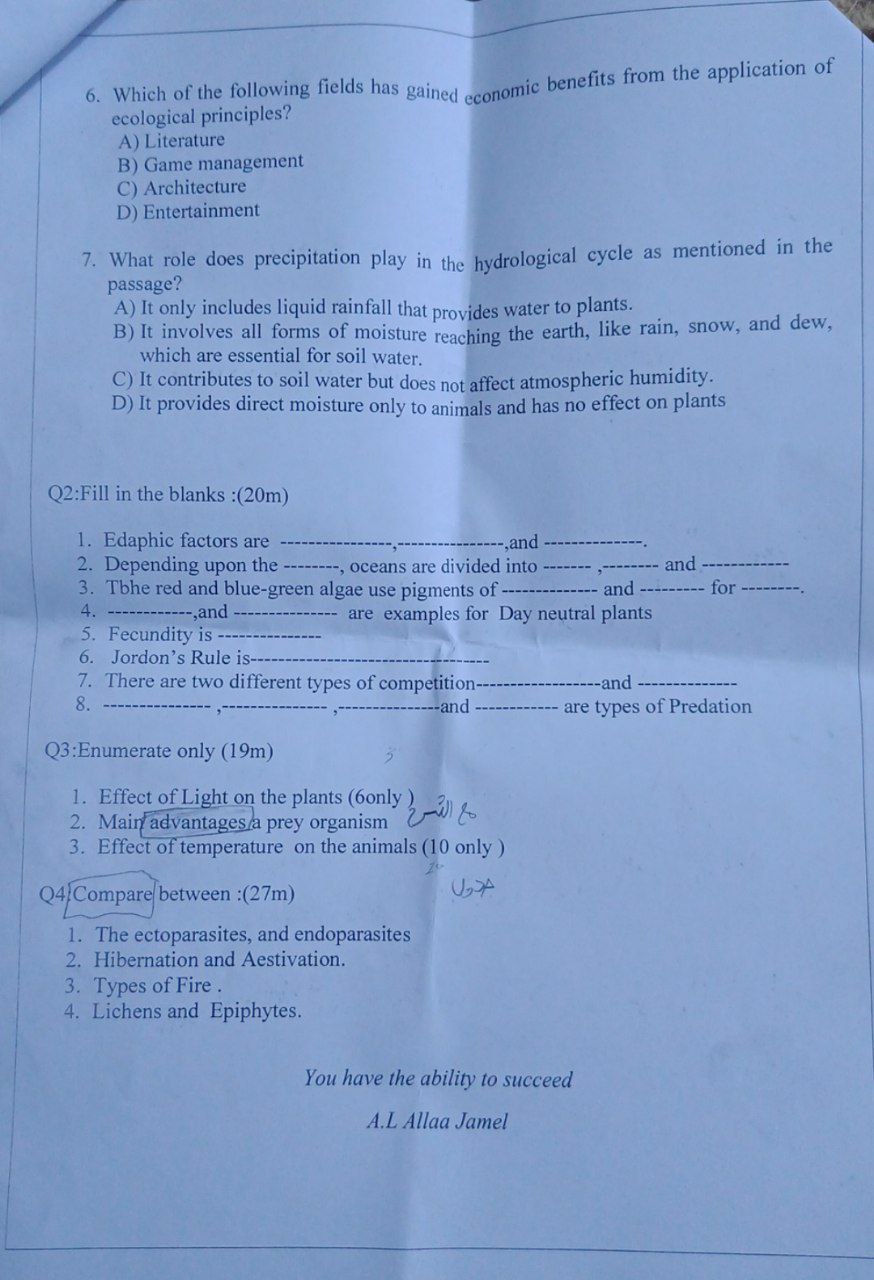 6. Which of the following fields has gained economic benefits from the application of
ecological principles?
A) Literature
B) Game management
C) Architecture
D) Entertainment
7. What role does precipitation play in the hydrological cycle as mentioned in the
passage?
A) It only includes liquid rainfall that provides water to plants.
B) It involves all forms of moisture reaching the earth, like rain, snow, and dew,
which are essential for soil water.
C) It contributes to soil water but does not affect atmospheric humidity.
D) It provides direct moisture only to animals and has no effect on plants
Q2:Fill in the blanks :(20m)
1. Edaphic factors are ----------------,---------------,and --------------.
2. Depending upon the --------, oceans are divided into ------- ,-------- and ------------
3. Tbhe red and blue-green algae use pigments of -------------- and --------- for --------.
4. ------------,and --------------- are examples for Day neutral plants
5. Fecundity is ---------------
6. Jordon's Rule is-----------------------------------
7. There are two different types of competition------------------and --------------
8. --------------- ,--------------- ,---------------and ------------ are types of Predation
Q3:Enumerate only (19m)
1. Effect of Light on the plants (6only )
2. Main advantages a prey organism مع الشرح
3. Effect of temperature on the animals (10 only )
Q4 Compare between :(27m)
جدول
1. The ectoparasites, and endoparasites
2. Hibernation and Aestivation.
3. Types of Fire .
4. Lichens and Epiphytes.
You have the ability to succeed
A.L Allaa Jamel